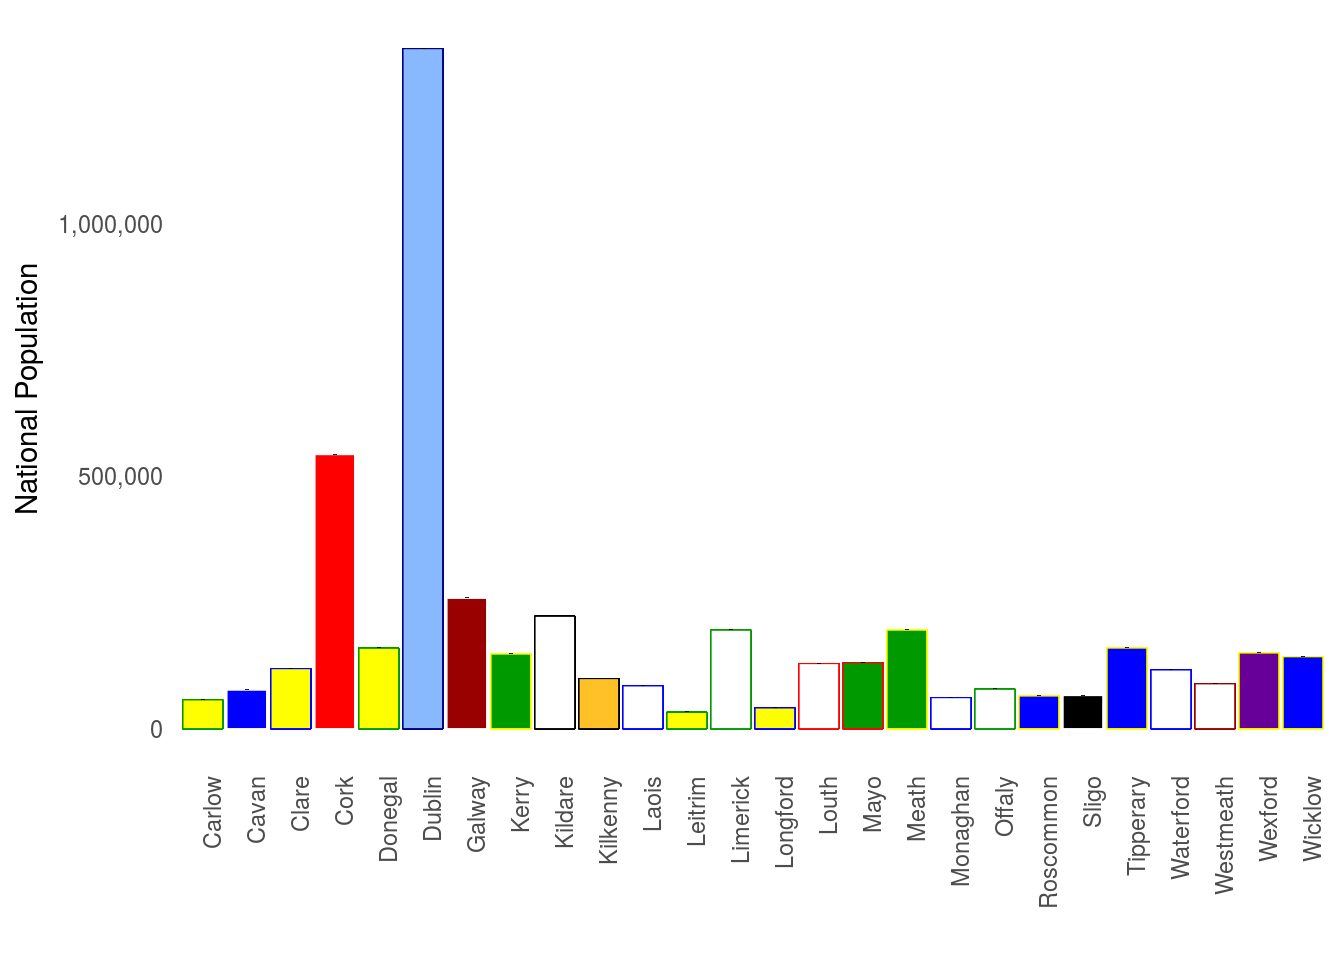 National Population
1,000,000
500,000
0
Carlow
Cavan
Clare
Cork
Donegal
Dublin
Galway
Kerry
Kildare
Kilkenny
Laois
Leitrim
Limerick
Longford
Louth
Mayo
Meath
Monaghan
Offaly
Roscommon
Sligo
Tipperary
Waterford
Westmeath
Wexford
Wicklow